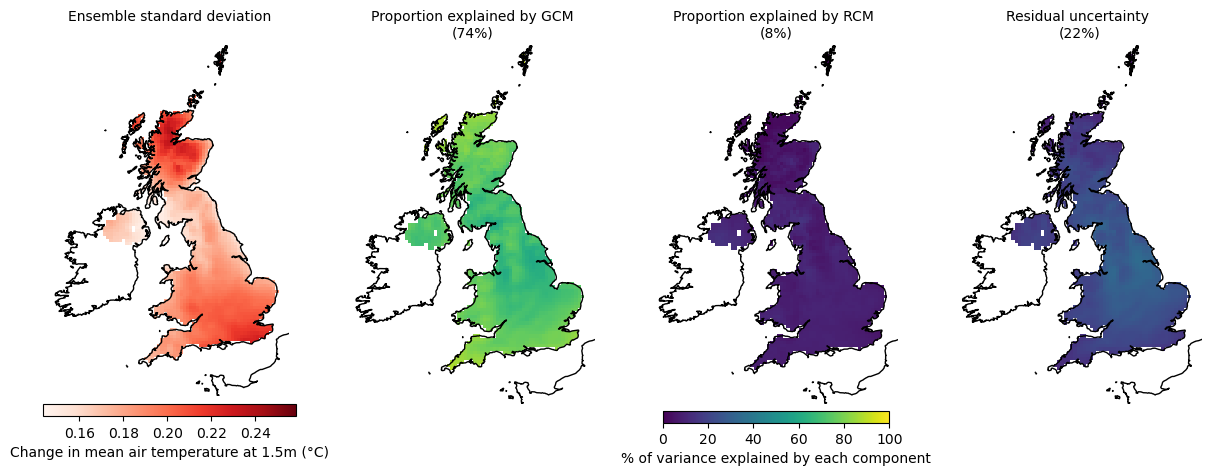 Ensemble standard deviation
Proportion explained by GCM
(74%)
Proportion explained by RCM
(8%)
Residual uncertainty
(22%)
0.16 0.18 0.20 0.22 0.24
Change in mean air temperature at 1.5m (°C)
0 20 40 60 80 100
% of variance explained by each component